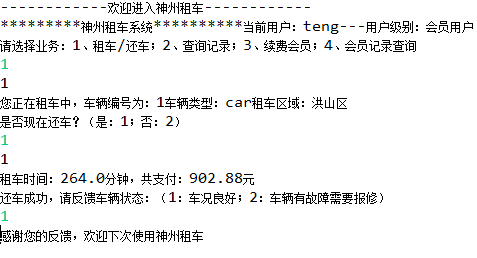 ------------欢迎进入神州租车------------
*********神州租车系统**********当前用户：teng---用户级别：会员用户
请选择业务：1、租车/还车；2、查询记录；3、续费会员；4、会员记录查询
1
1
您正在租车中，车辆编号为：1车辆类型：car租车区域：洪山区
是否现在还车？（是：1；否：2）
1
1
租车时间：264.0分钟，共支付：902.88元
还车成功，请反馈车辆状态：（1：车况良好；2：车辆有故障需要报修）
1
感谢您的反馈，欢迎下次使用神州租车